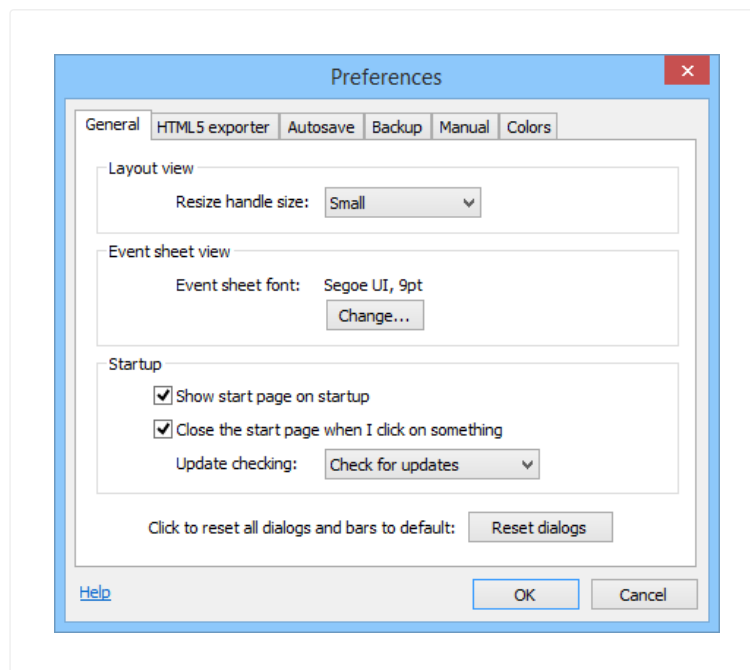 Preferences
General HTML5 exporter Autosave Backup Manual Colors
Layout view
Resize handle size: Small
Event sheet view
Event sheet font: Segoe UI, 9pt
Change...
Startup
Show start page on startup
Close the start page when I click on something
Update checking: Check for updates
Click to reset all dialogs and bars to default: Reset dialogs
Help OK Cancel